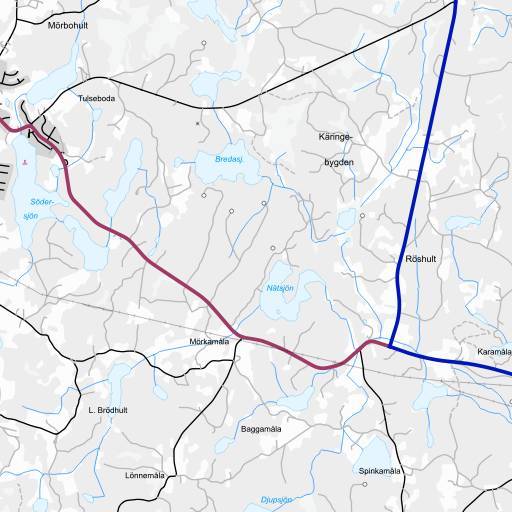 Mörbohult
Tulseboda
Käringe-
bygden
Bredasj.
Söder-
sjön
Röshult
Nätsjön
Mörkamåla
Karamåla
L. Brödhult
Baggamåla
Lönnemåla
Spinkamåla
Djupsjön